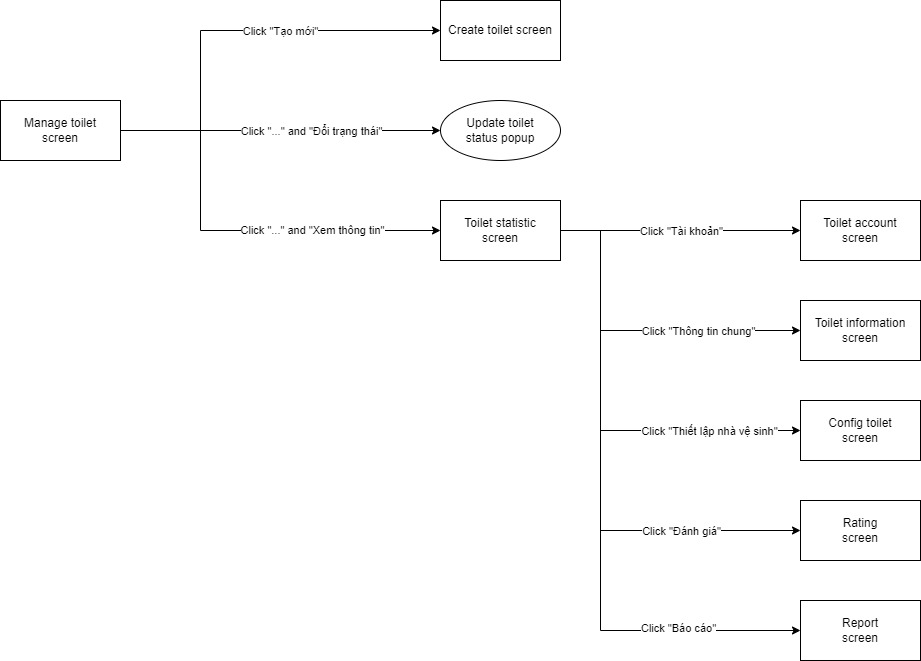 Click "Tạo mới"
Create toilet screen
Manage toilet
screen
Click "..." and "Đổi trạng thái"
Update toilet
status popup
Click "..." and "Xem thông tin"
Toilet statistic
screen
Click "Tài khoản"
Toilet account
screen
Click "Thông tin chung"
Toilet information
screen
Click "Thiết lập nhà vệ sinh"
Config toilet
screen
Click "Đánh giá"
Rating
screen
Click "Báo cáo"
Report
screen